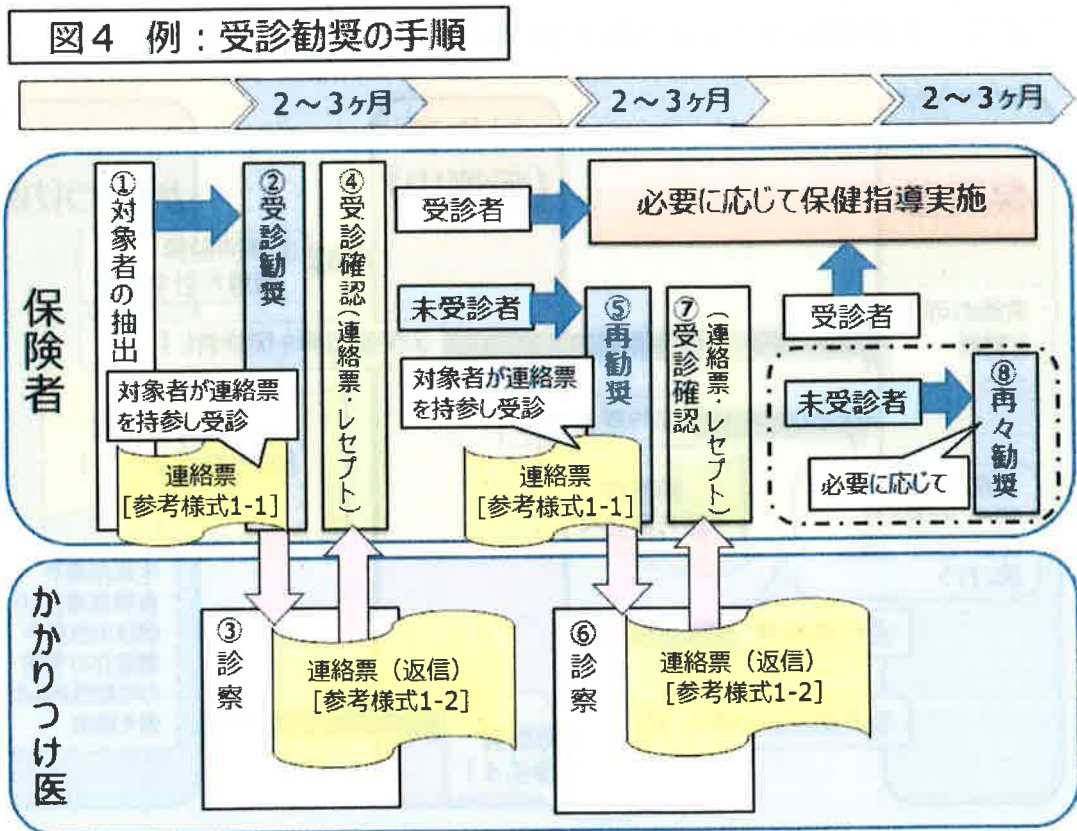 図4 例：受診勧奨の手順
2～3ヶ月
2～3ヶ月
2～3ヶ月
保険者
①対象者の抽出
②受診勧奨
④受診確認（連絡票・レセプト）
対象者が連絡票
を持参し受診
連絡票
[参考様式1-1]
受診者
未受診者
対象者が連絡票
を持参し受診
連絡票
[参考様式1-1]
⑤再勧奨
⑦受診確認
（連絡票・レセプト）
必要に応じて保健指導実施
受診者
未受診者
必要に応じて
⑧再々勧奨
かかりつけ医
③診察
連絡票（返信）
[参考様式1-2]
⑥診察
連絡票（返信）
[参考様式1-2]